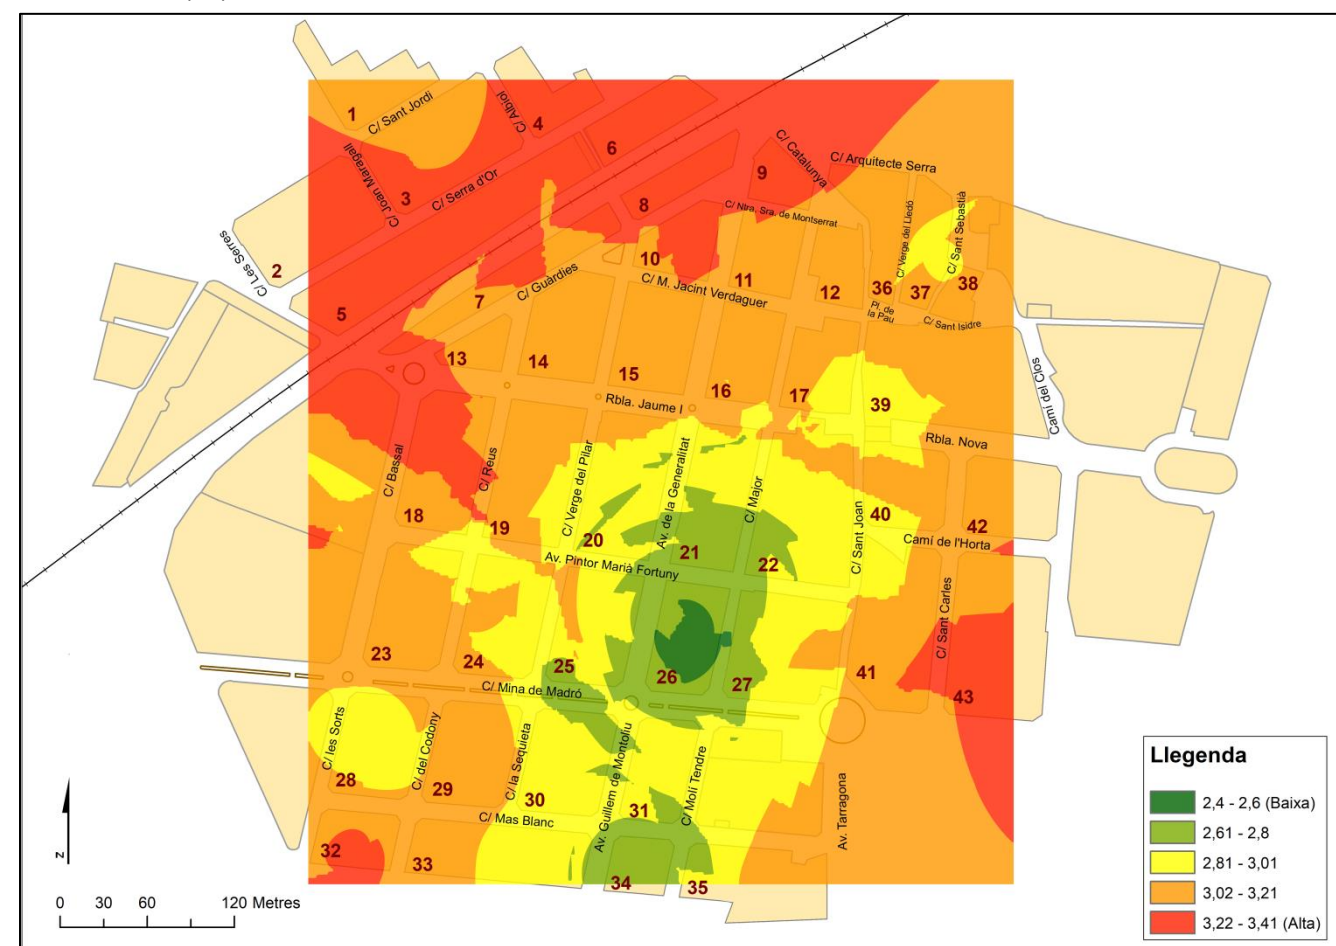 1
C/ Sant Jordi
C/ Albiol
4
6
C/ Joan Maragall
3
C/ Serra d'Or
8
9
C/ Catalunya
C/ Arquitecte Serra
C/ Ntra. Sra. de Montserrat
C/ Verge del Lledó
C/ Sant Sebastià
C/ Les Serres
2
5
7
C/ Guàrdies
10
C/ M. Jacint Verdaguer
11
12
36
37
38
Pl. de
la Pau
C/ Sant Isidre
Camí del Clos
13
14
15
16
17
39
Rbla. Jaume I
Rbla. Nova
C/ Bassal
C/ Reus
C/ Verge del Pilar
Av. de la Generalitat
C/ Major
C/ Sant Joan
18
19
20
21
22
40
42
Camí de l'Horta
Av. Pintor Marià Fortuny
C/ Sant Carles
23
24
25
26
27
41
43
C/ Mina de Madró
C/ les Sorts
C/ del Codony
C/ la Sequieta
Av. Guillem de Montoliu
C/ Molí Tendre
Av. Tarragona
28
29
30
31
C/ Mas Blanc
32
33
34
35
N
0 30 60 120 Metres
Llegenda
2,4 - 2,6 (Baixa)
2,61 - 2,8
2,81 - 3,01
3,02 - 3,21
3,22 - 3,41 (Alta)